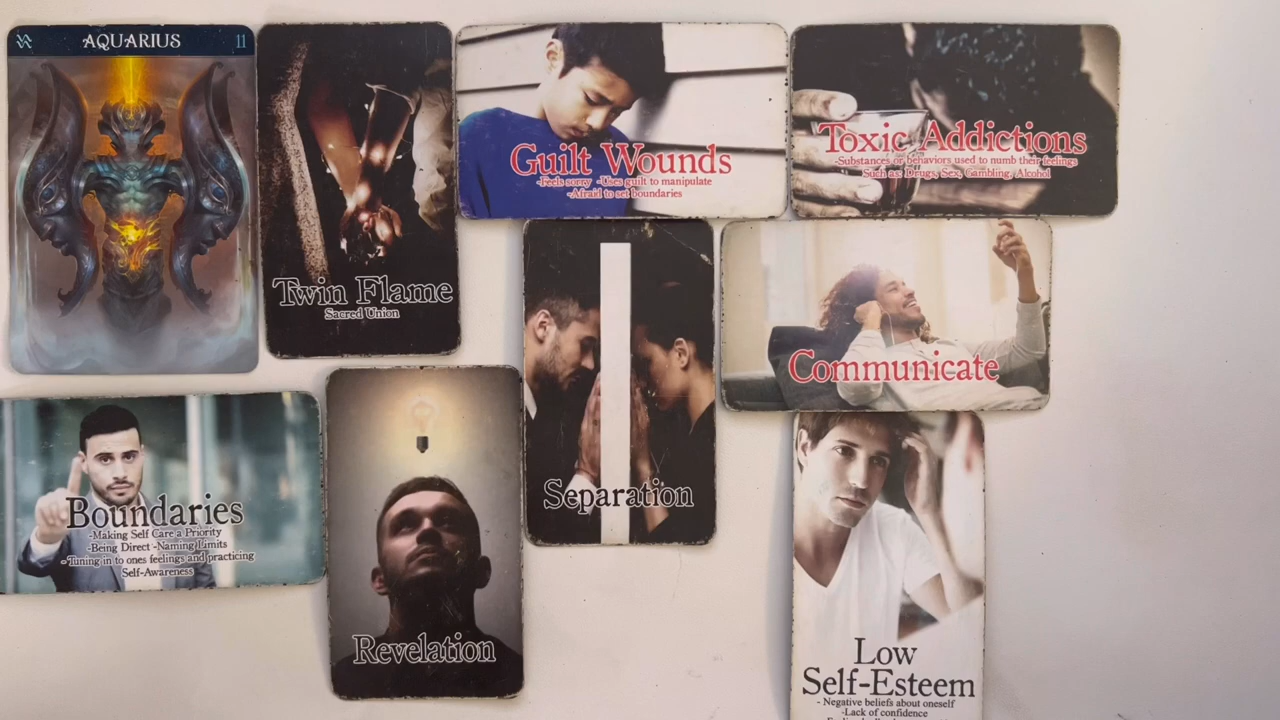 AQUARIUS
11
Twin Flame
Sacred Union
Guilt Wounds
-Feels sorry -Uses guilt to manipulate
-Afraid to set boundaries
Toxic Addictions
-Substances or behaviors used to numb their feelings
Such as: Drugs, Sex, Gambling, Alcohol
Separation
Communicate
Boundaries
-Making Self Care a Priority
-Being Direct -Naming Limits
-Tuning in to ones feelings and practicing
Self-Awareness
Revelation
Low
Self-Esteem
- Negative beliefs about oneself
-Lack of confidence